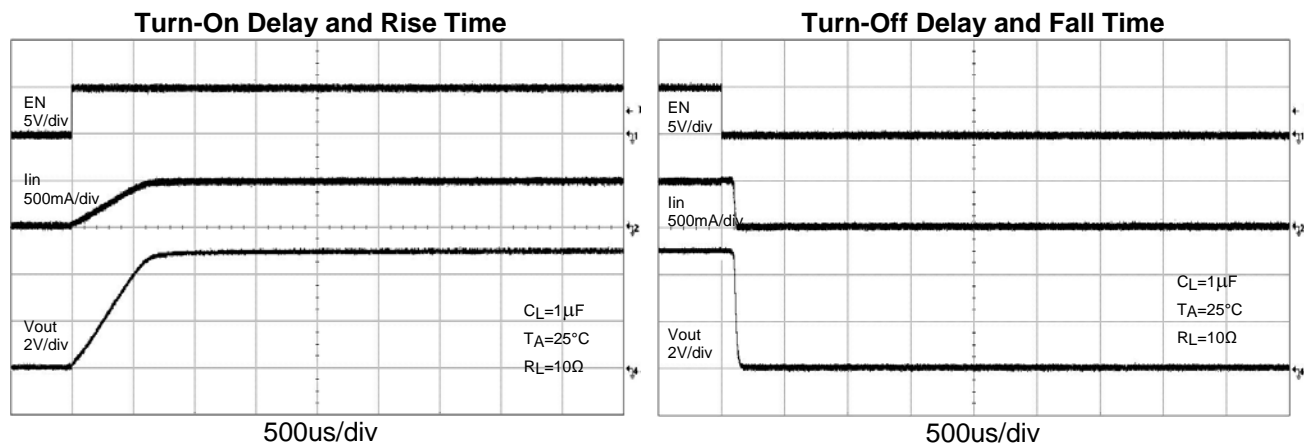 Turn-On Delay and Rise Time
EN
5V/div
Iin
500mA/div
Vout
2V/div
CL=1μF
TA=25°C
RL=10Ω
500us/div
Turn-Off Delay and Fall Time
EN
5V/div
Iin
500mA/div
Vout
2V/div
CL=1μF
TA=25°C
RL=10Ω
500us/div